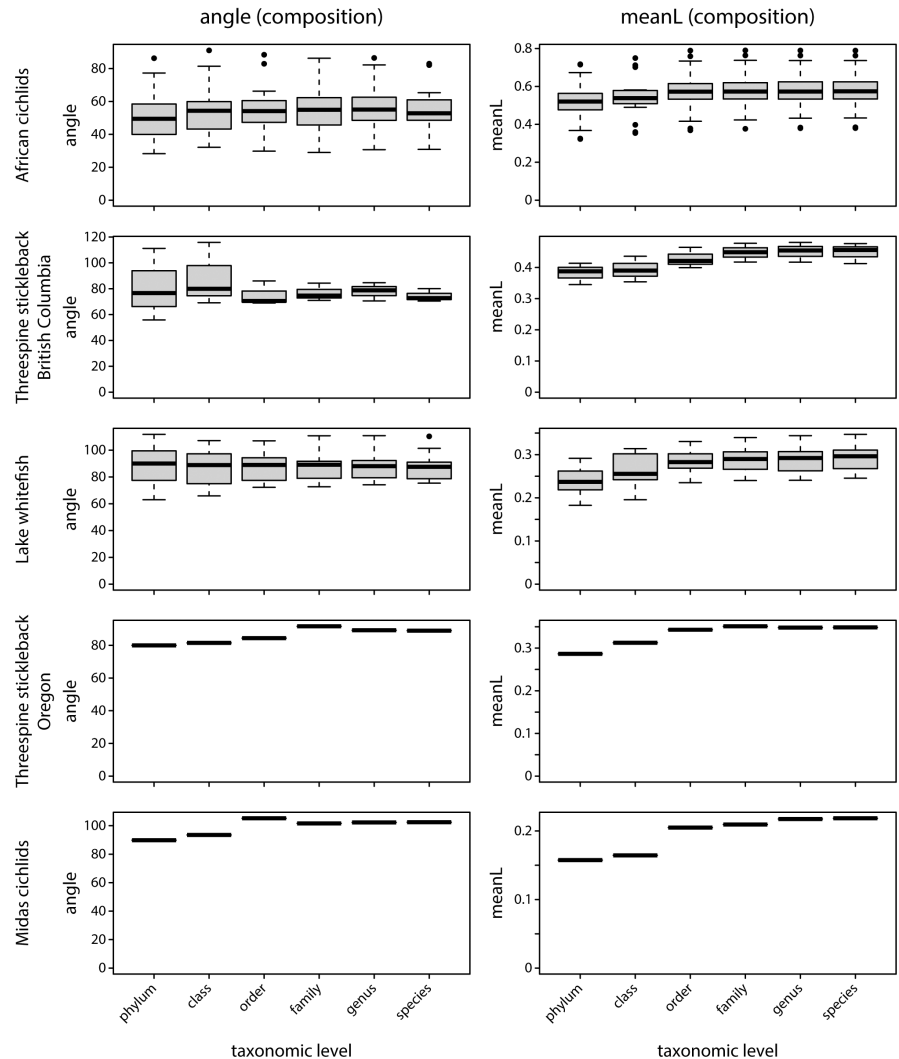 angle (composition)
meanL (composition)
African cichlids
angle
80
60
40
20
0
meanL
0.8
0.6
0.4
0.2
0
Threespine stickleback
British Columbia
angle
120
100
80
60
40
20
0
meanL
0.4
0.3
0.2
0.1
0
Lake whitefish
angle
100
80
60
40
20
0
meanL
0.3
0.2
0.1
0
Threespine stickleback
Oregon
angle
80
60
40
20
0
meanL
0.3
0.2
0.1
0
Midas cichlids
angle
100
80
60
40
20
0
meanL
0.2
0.1
0
phylum
class
order
family
genus
species
phylum
class
order
family
genus
species
taxonomic level
taxonomic level